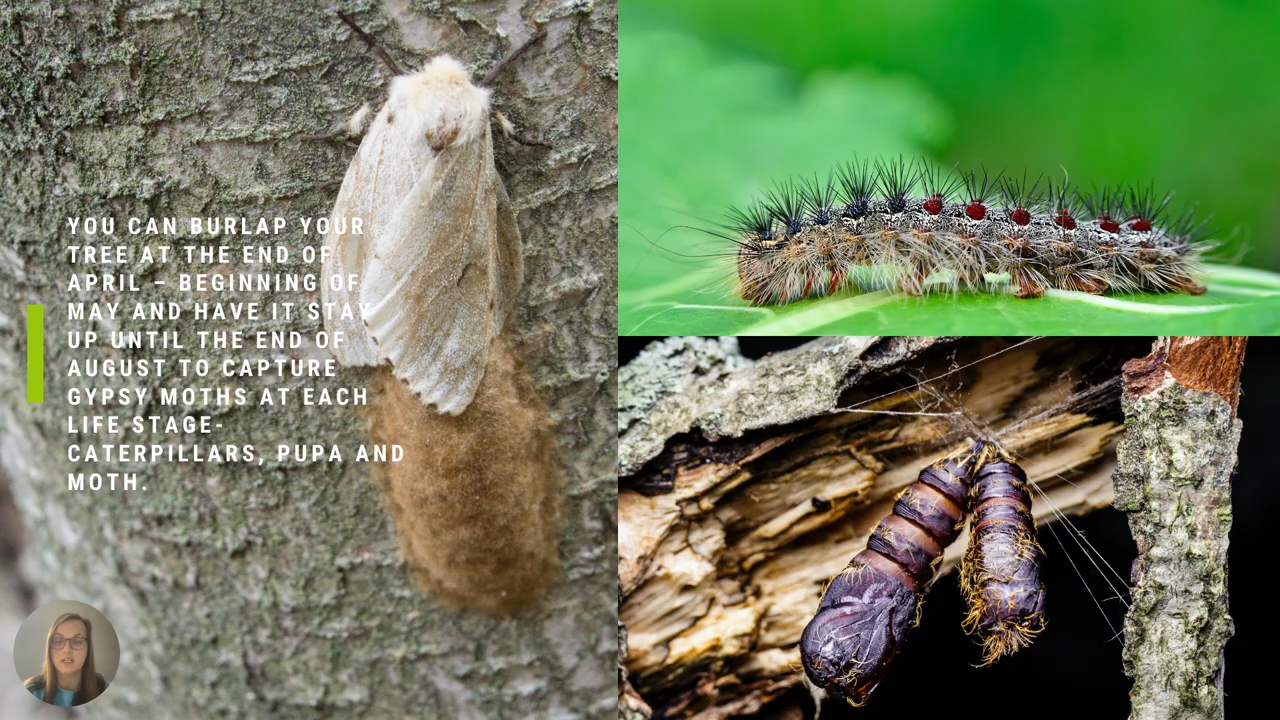 YOU CAN BURLAP YOUR
TREE AT THE END OF
APRIL – BEGINNING OF
MAY AND HAVE IT STAY
UP UNTIL THE END OF
AUGUST TO CAPTURE
GYPSY MOTHS AT EACH
LIFE STAGE-
CATERPILLARS, PUPA AND
MOTH.